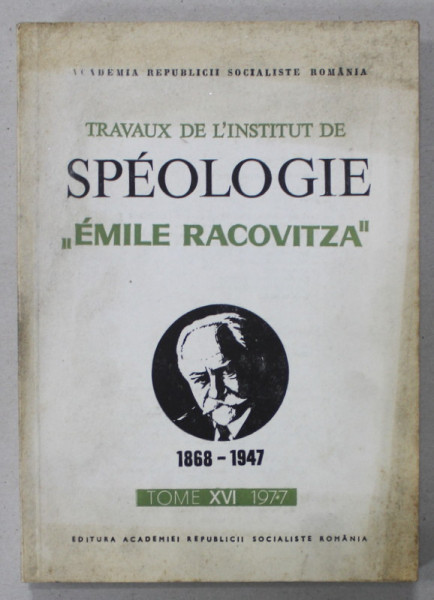 ACADEMIA REPUBLICII SOCIALISTE ROMÂNIA
TRAVAUX DE L'INSTITUT DE
SPÉOLOGIE
„ÉMILE RACOVITZA"
1868 – 1947
TOME XVI 1977
EDITURA ACADEMIEI REPUBLICII SOCIALISTE ROMÂNIA